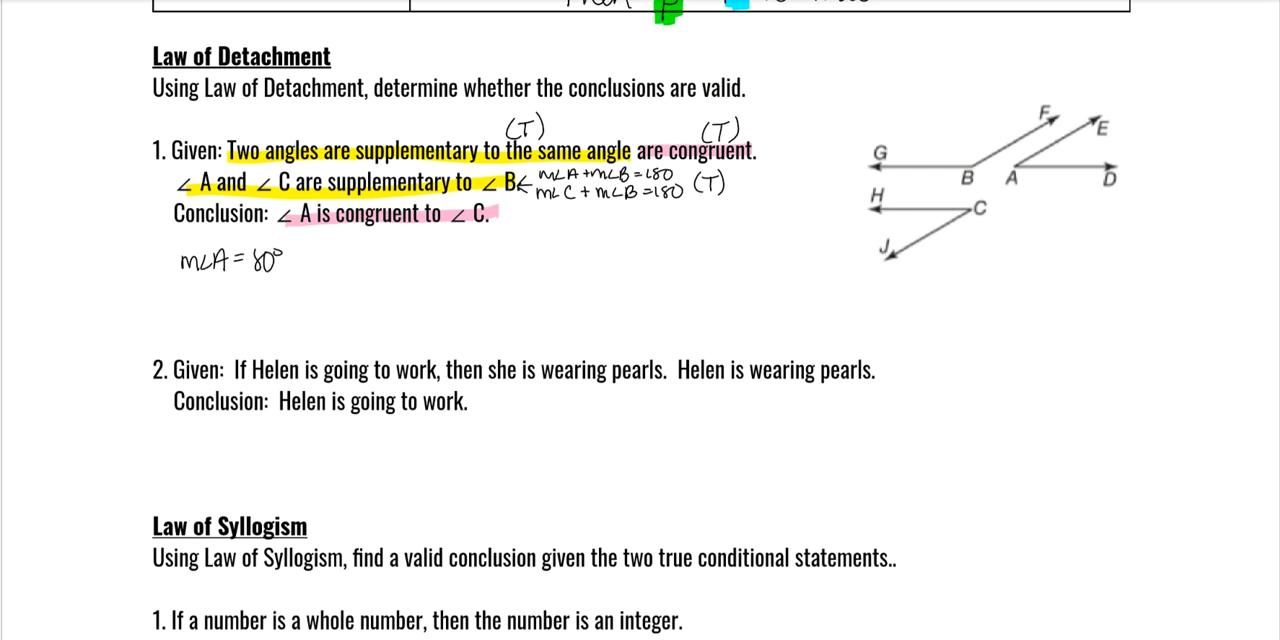 Then p
Law of Detachment
Using Law of Detachment, determine whether the conclusions are valid.
(T) (T)
1. Given: Two angles are supplementary to the same angle are congruent.
∠ A and ∠ C are supplementary to ∠ B
m∠A + m∠B = 180
m∠C + m∠B = 180 (T)
Conclusion: ∠ A is congruent to ∠ C.
m∠A = 80°
F
E
G
B A D
H
C
J
2. Given: If Helen is going to work, then she is wearing pearls. Helen is wearing pearls.
Conclusion: Helen is going to work.
Law of Syllogism
Using Law of Syllogism, find a valid conclusion given the two true conditional statements..
1. If a number is a whole number, then the number is an integer.